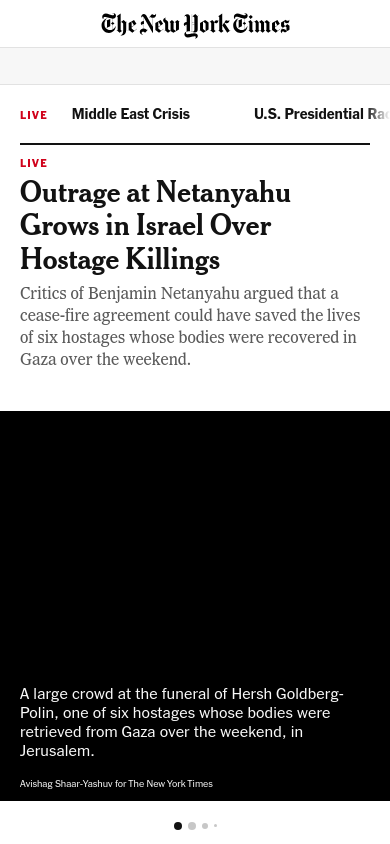 The New York Times
LIVE
Middle East Crisis
U.S. Presidential Rac
LIVE
Outrage at Netanyahu
Grows in Israel Over
Hostage Killings
Critics of Benjamin Netanyahu argued that a
cease-fire agreement could have saved the lives
of six hostages whose bodies were recovered in
Gaza over the weekend.
A large crowd at the funeral of Hersh Goldberg-
Polin, one of six hostages whose bodies were
retrieved from Gaza over the weekend, in
Jerusalem.
Avishag Shaar-Yashuv for The New York Times